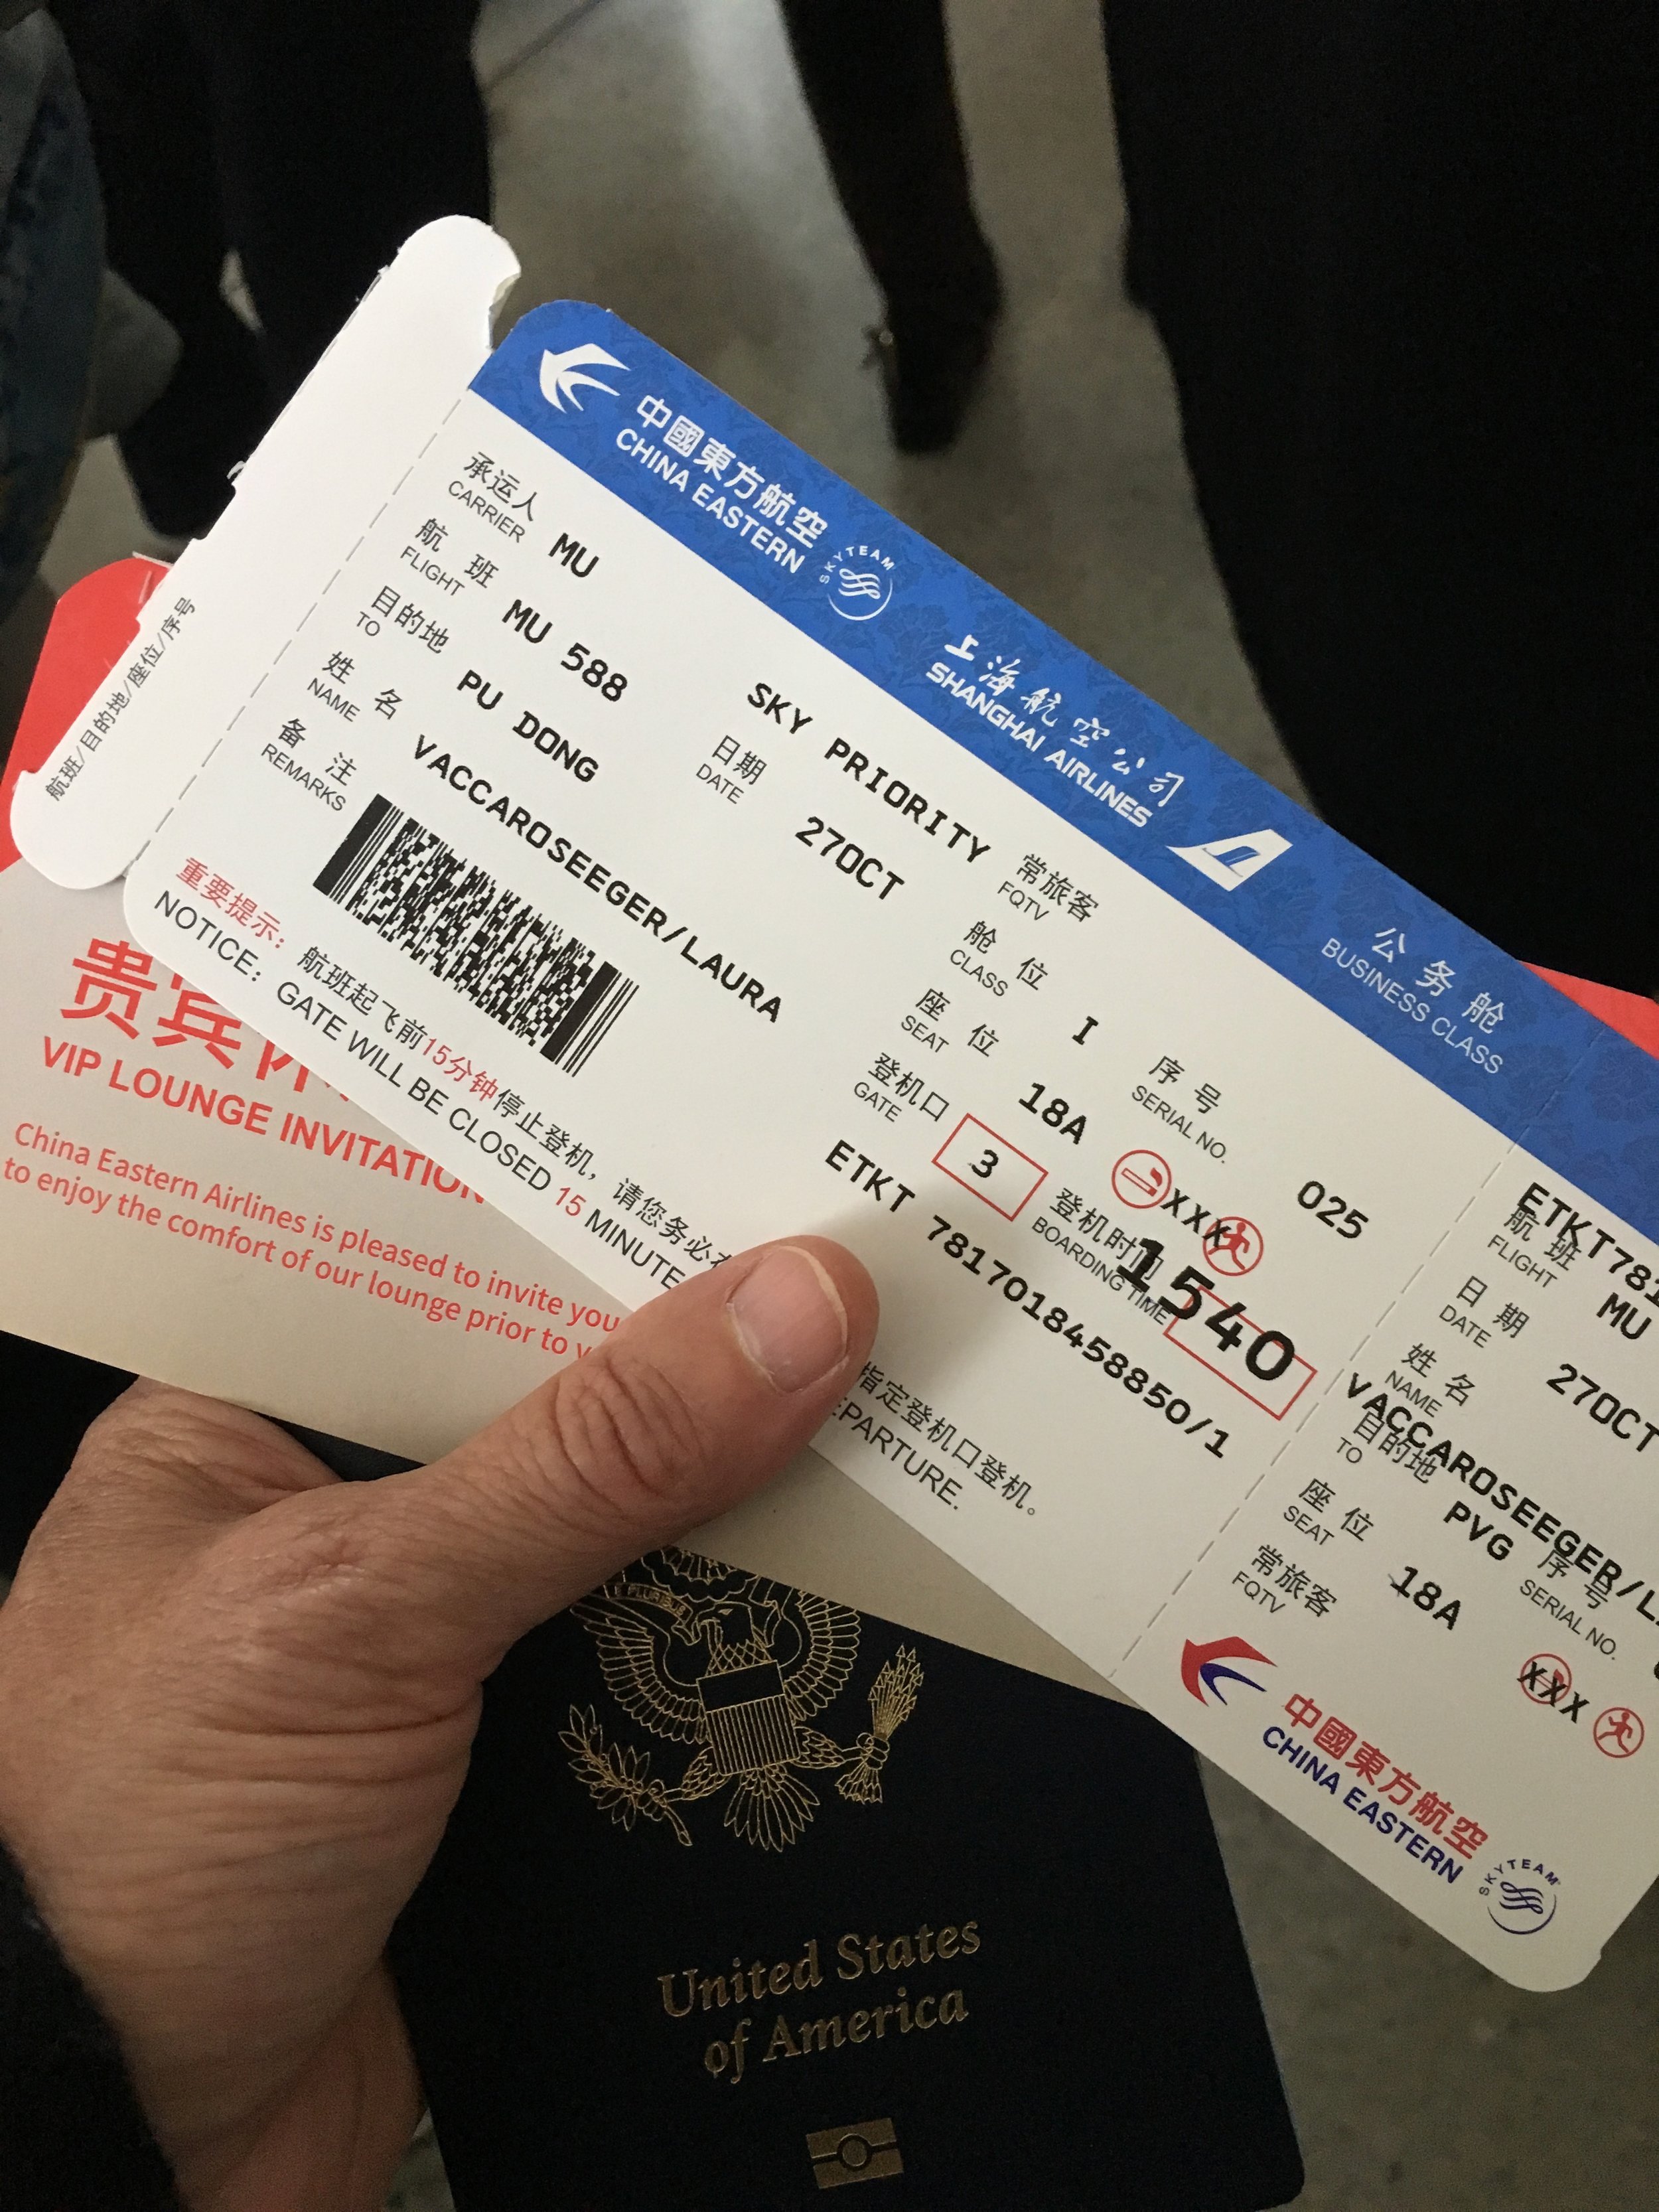 中國東方航空
CHINA EASTERN
SKYTEAM
上海航空公司
SHANGHAI AIRLINES
公务舱
BUSINESS CLASS
承运人 MU
CARRIER
SKY PRIORITY
常旅客
FQTV
航 班 MU 588
FLIGHT
日期 27OCT
DATE
舱 位 I
CLASS
序 号 025
SERIAL NO.
目的地 PU DONG
TO
座 位 18A
SEAT
XXX
姓 名 VACCAROSEEGER/LAURA
NAME
登机口 3
GATE
登机时间 1540
BOARDING TIME
备 注
REMARKS
ETKT 7817018458850/1
重要提示: 航班起飞前15分钟停止登机, 请您务必在
指定登机口登机。
NOTICE: GATE WILL BE CLOSED 15 MINUTE
EPARTURE.
航班/目的地/座位/序号
ETKT781
航 班 MU
FLIGHT
日 期 27OCT
DATE
姓 名
NAME
VACCAROSEEGER/L
目的地 PVG
TO
座 位 18A
SEAT
序 号
SERIAL NO.
常旅客
FQTV
XXX
中國東方航空
CHINA EASTERN
SKYTEAM
贵宾休
VIP LOUNGE INVITATION
China Eastern Airlines is pleased to invite you
to enjoy the comfort of our lounge prior to
E PLURIBUS
United States
of America